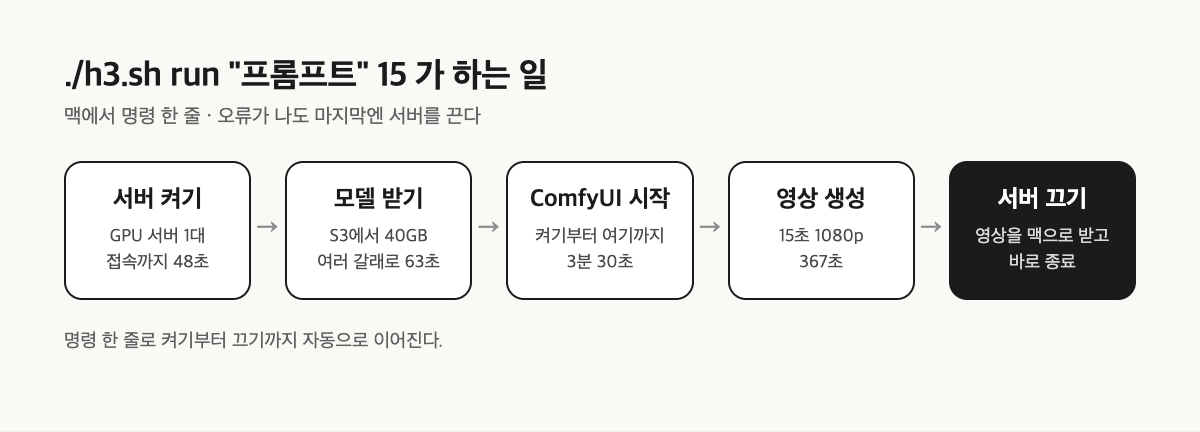 ./h3.sh run "프롬프트" 15 가 하는 일
맥에서 명령 한 줄 · 오류가 나도 마지막엔 서버를 끈다
서버 켜기
GPU 서버 1대
접속까지 48초
→
모델 받기
S3에서 40GB
여러 갈래로 63초
→
ComfyUI 시작
켜기부터 여기까지
3분 30초
→
영상 생성
15초 1080p
367초
→
서버 끄기
영상을 맥으로 받고
바로 종료
명령 한 줄로 켜기부터 끄기까지 자동으로 이어진다.